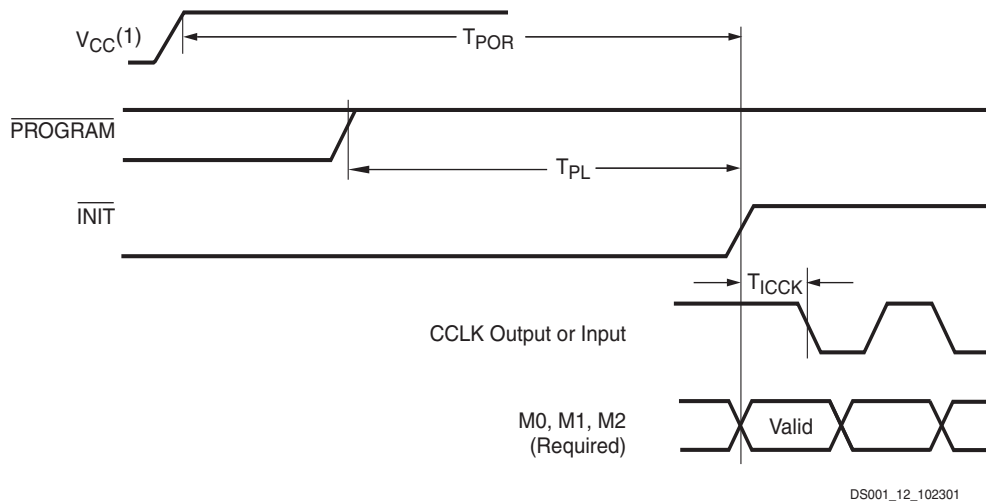 VCC(1)
TPOR
PROGRAM
TPL
INIT
TICCK
CCLK Output or Input
M0, M1, M2
(Required)
Valid
DS001_12_102301